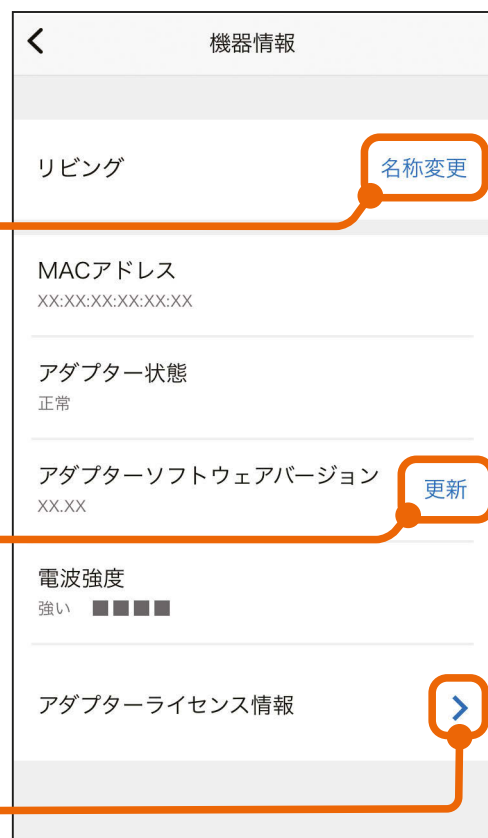 機器情報
リビング
名称変更
MACアドレス
XX:XX:XX:XX:XX:XX
アダプター状態
正常
アダプターソフトウェアバージョン
更新
XX.XX
電波強度
強い
アダプターライセンス情報